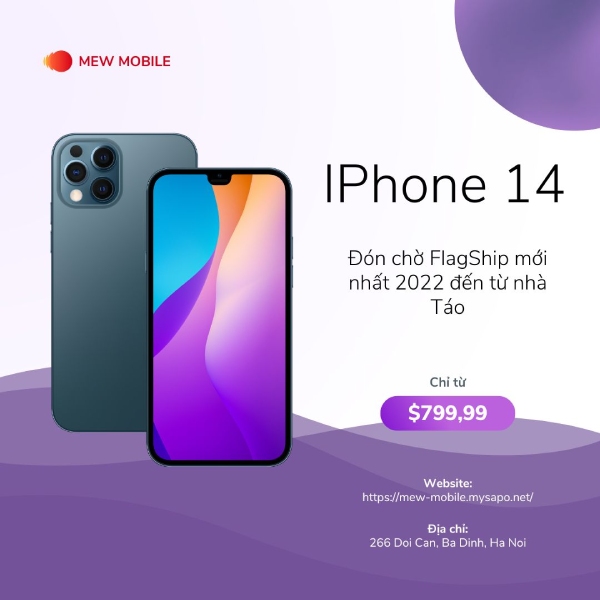 MEW MOBILE
IPhone 14
Đón chờ FlagShip mới
nhất 2022 đến từ nhà
Táo
Chỉ từ
$799,99
Website:
https://mew-mobile.mysapo.net/
Địa chỉ:
266 Doi Can, Ba Dinh, Ha Noi